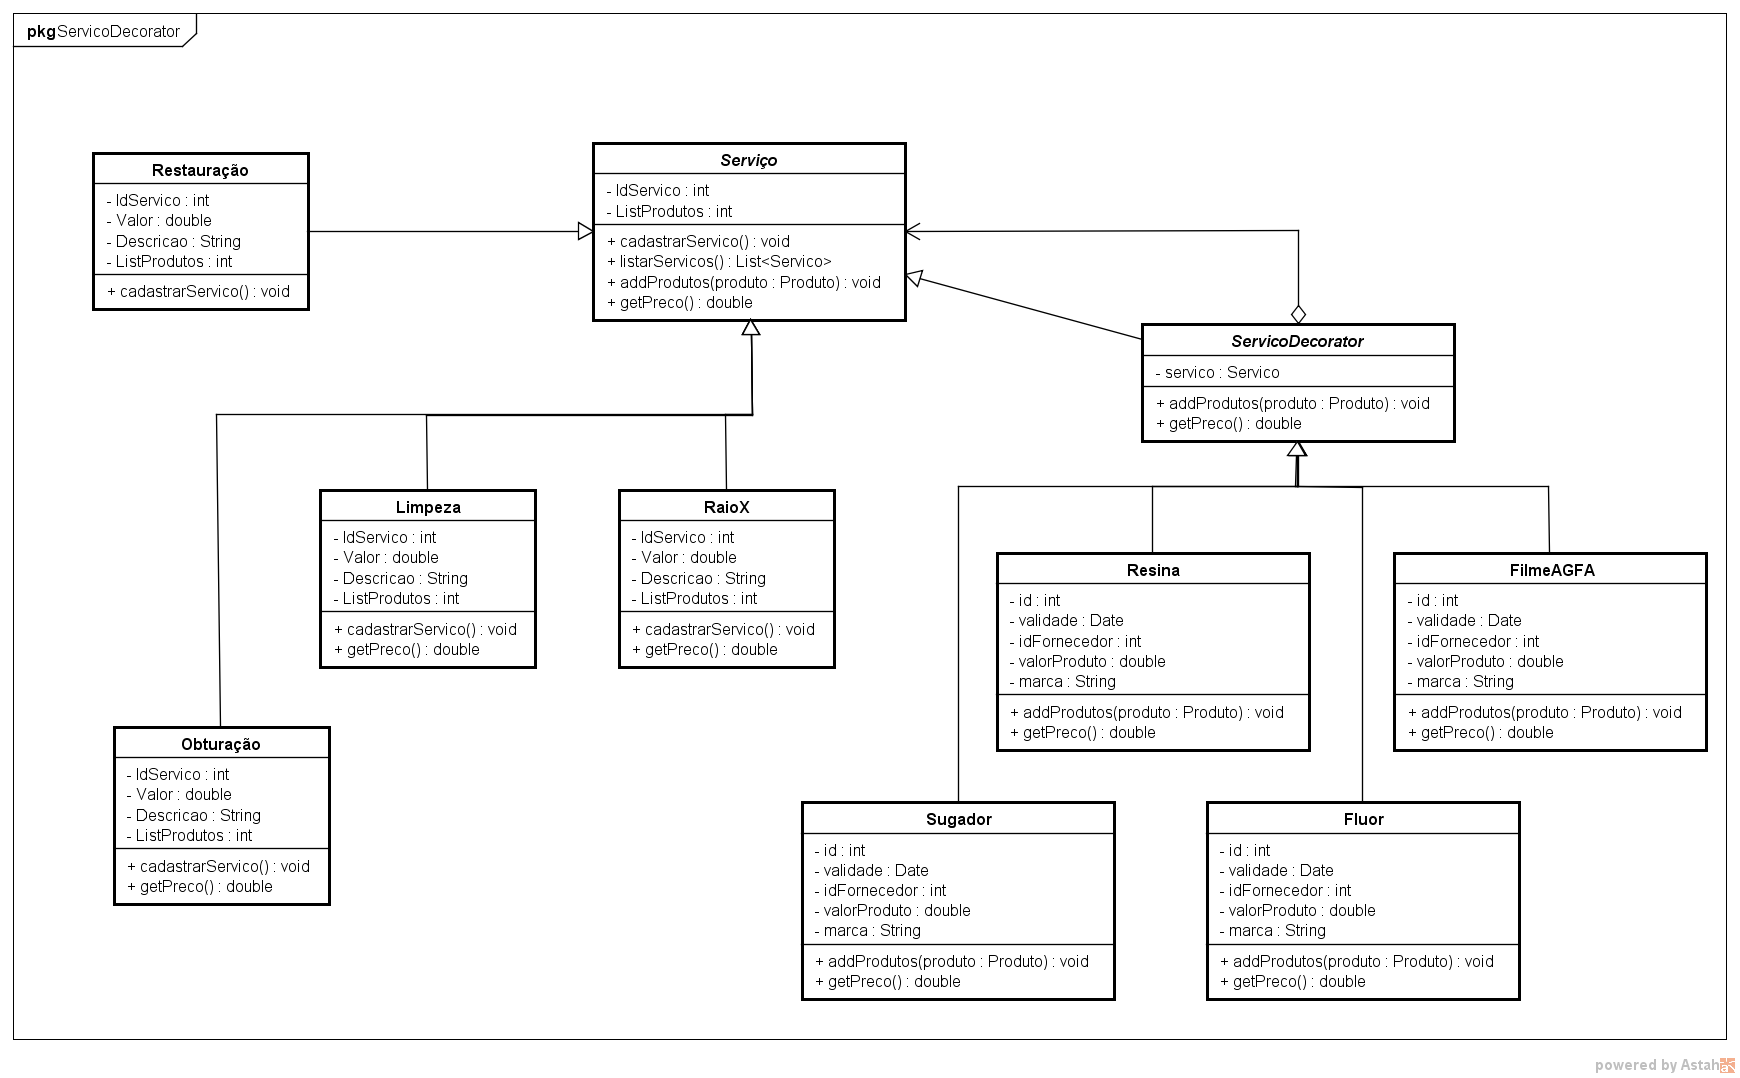 pkg ServicoDecorator
Restauração
- IdServico : int
- Valor : double
- Descricao : String
- ListProdutos : int
+ cadastrarServico() : void
Serviço
- IdServico : int
- ListProdutos : int
+ cadastrarServico() : void
+ listarServicos() : List<Servico>
+ addProdutos(produto : Produto) : void
+ getPreco() : double
ServicoDecorator
- servico : Servico
+ addProdutos(produto : Produto) : void
+ getPreco() : double
Limpeza
- IdServico : int
- Valor : double
- Descricao : String
- ListProdutos : int
+ cadastrarServico() : void
+ getPreco() : double
RaioX
- IdServico : int
- Valor : double
- Descricao : String
- ListProdutos : int
+ cadastrarServico() : void
+ getPreco() : double
Resina
- id : int
- validade : Date
- idFornecedor : int
- valorProduto : double
- marca : String
+ addProdutos(produto : Produto) : void
+ getPreco() : double
FilmeAGFA
- id : int
- validade : Date
- idFornecedor : int
- valorProduto : double
- marca : String
+ addProdutos(produto : Produto) : void
+ getPreco() : double
Obturação
- IdServico : int
- Valor : double
- Descricao : String
- ListProdutos : int
+ cadastrarServico() : void
+ getPreco() : double
Sugador
- id : int
- validade : Date
- idFornecedor : int
- valorProduto : double
- marca : String
+ addProdutos(produto : Produto) : void
+ getPreco() : double
Fluor
- id : int
- validade : Date
- idFornecedor : int
- valorProduto : double
- marca : String
+ addProdutos(produto : Produto) : void
+ getPreco() : double
powered by Astah